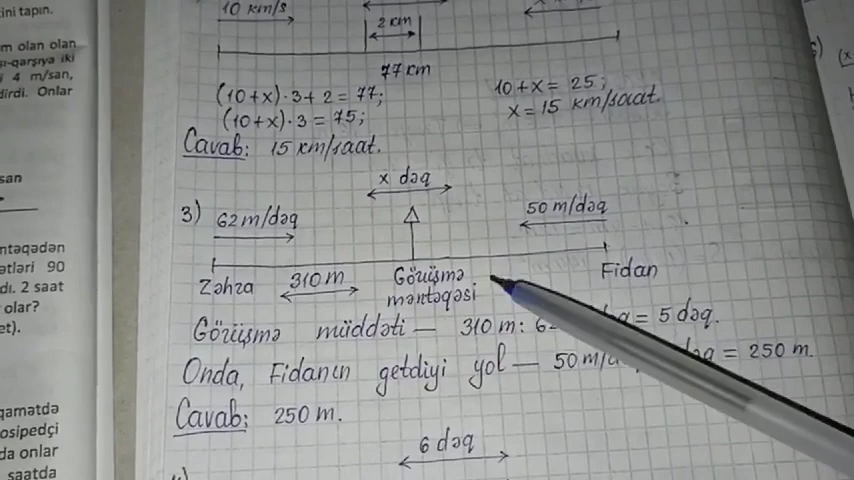 ini tapın.
m olan olan
şı-qarşıya iki
i 4 m/san,
dirdi. Onlar
san
ntəqədən
ətləri 90
dı. 2 saat
olar?
et).
qamətdə
osipedçi
da onlar
saatda
10 km/s
2 km
77 km
(10+x)·3+2 = 77;
10+x = 25;
(10+x)·3 = 75;
x = 15 km/saat.
Cavab: 15 km/saat.
x dəq
3) 62 m/dəq
50 m/dəq
Zəhra
310 m
Görüşmə
məntəqəsi
Fidan
Görüşmə müddəti — 310 m: 62 = 5 dəq.
Onda, Fidanın getdiyi yol — 50 m/ = 250 m.
Cavab: 250 m.
6 dəq